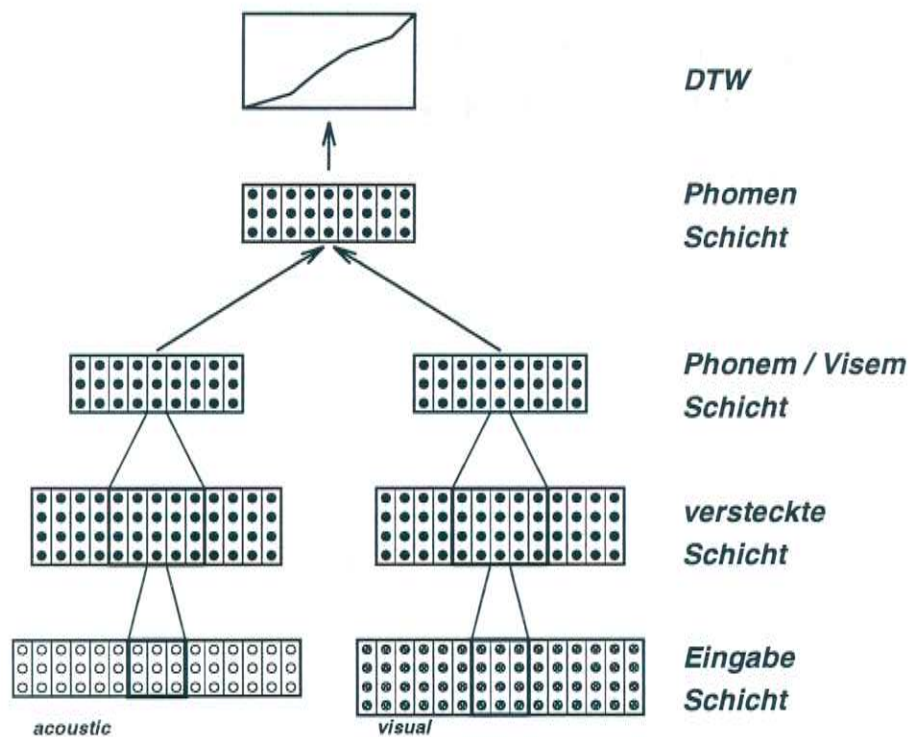 DTW
Phomen
Schicht
Phonem / Visem
Schicht
versteckte
Schicht
Eingabe
Schicht
acoustic
visual